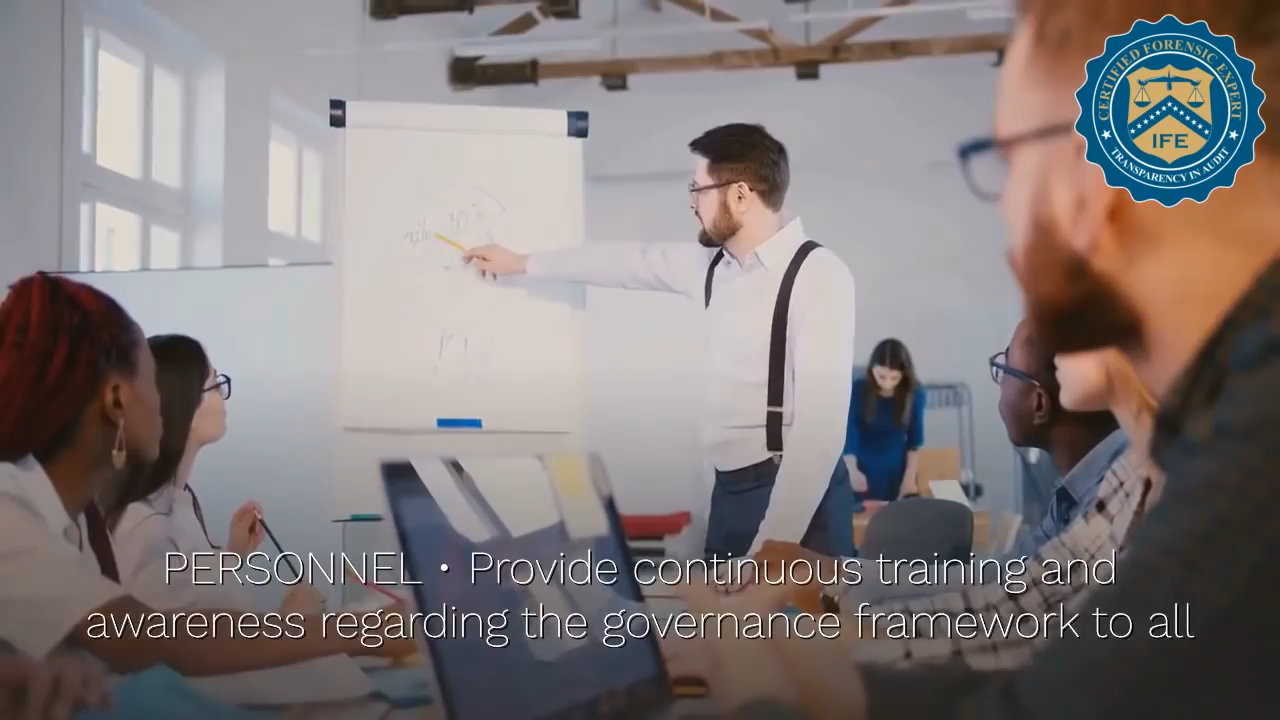 CERTIFIED FORENSIC EXPERT
IFE
TRANSPARENCY IN AUDIT
PERSONNEL • Provide continuous training and
awareness regarding the governance framework to all